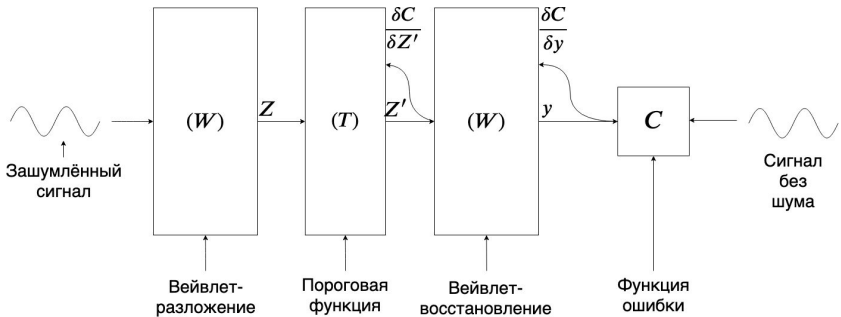 δC
δZ′
δC
δy
(W)
Z
(T)
Z′
(W)
y
C
Зашумлённый
сигнал
Сигнал
без
шума
Вейвлет-
разложение
Пороговая
функция
Вейвлет-
восстановление
Функция
ошибки